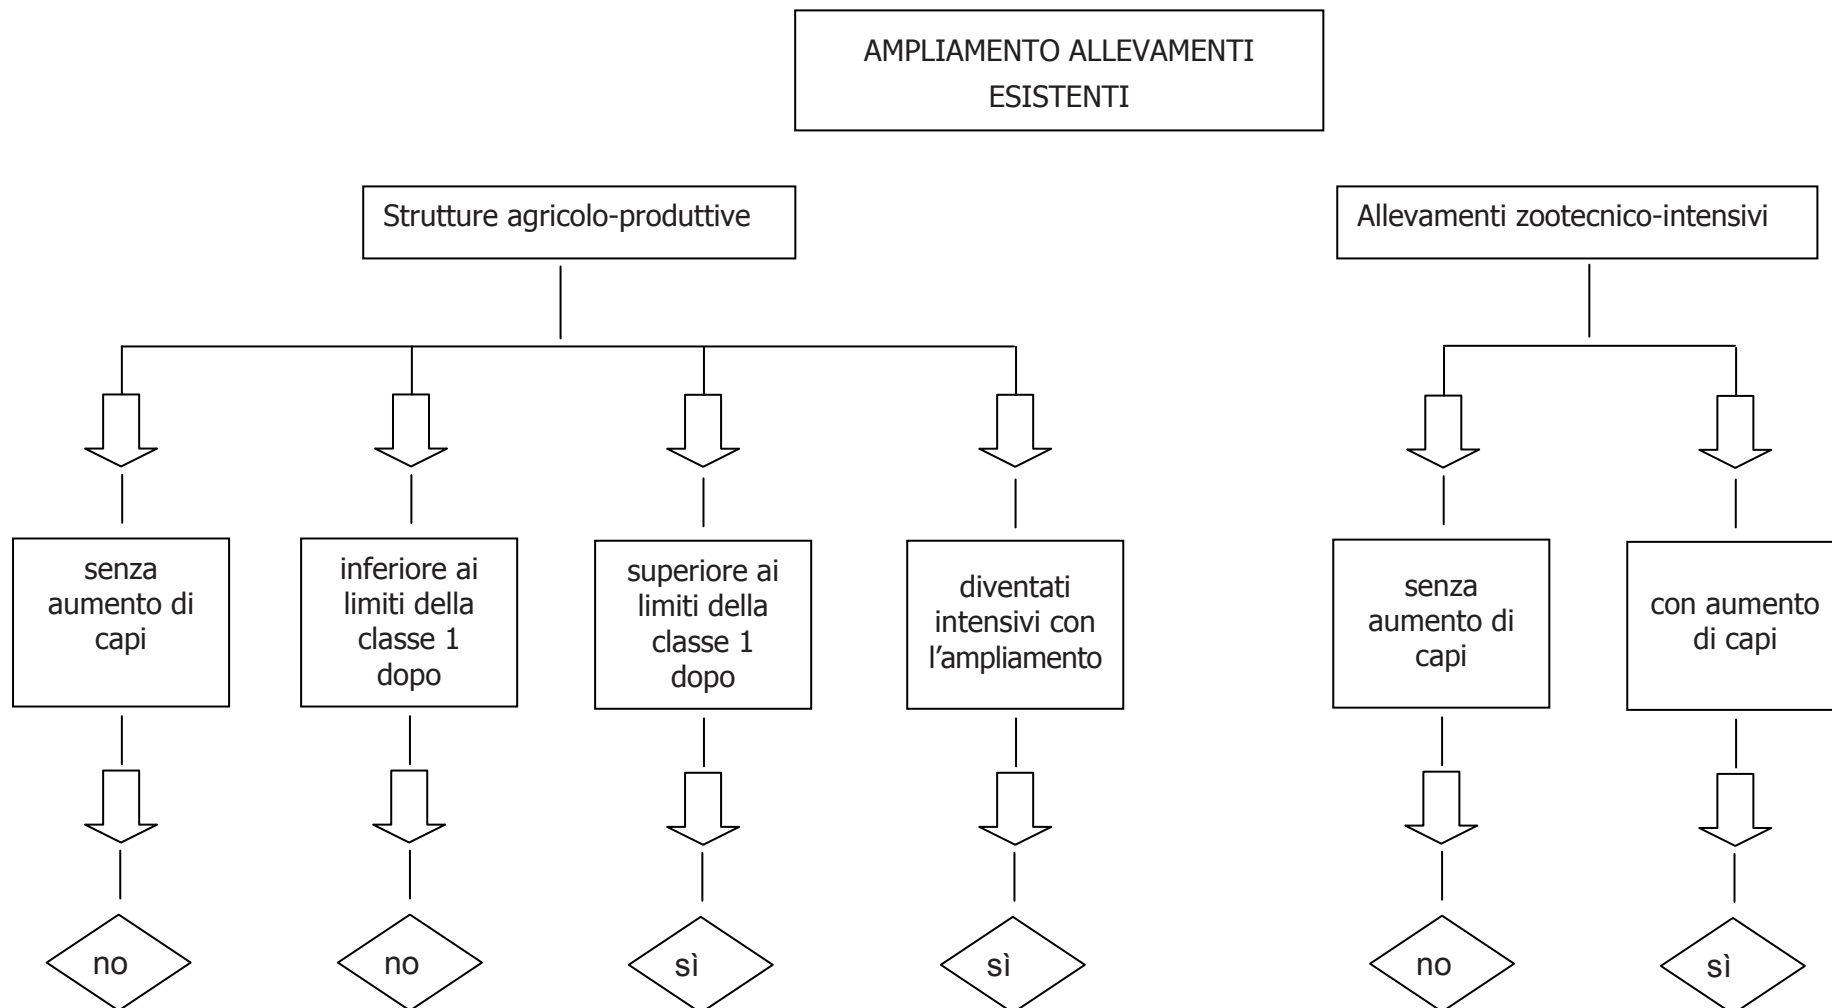 AMPLIAMENTO ALLEVAMENTI
ESISTENTI
Strutture agricolo-produttive
Allevamenti zootecnico-intensivi
senza
aumento di
capi
inferiore ai
limiti della
classe 1
dopo
superiore ai
limiti della
classe 1
dopo
diventati
intensivi con
l'ampliamento
senza
aumento di
capi
con aumento
di capi
no
no
sì
sì
no
sì